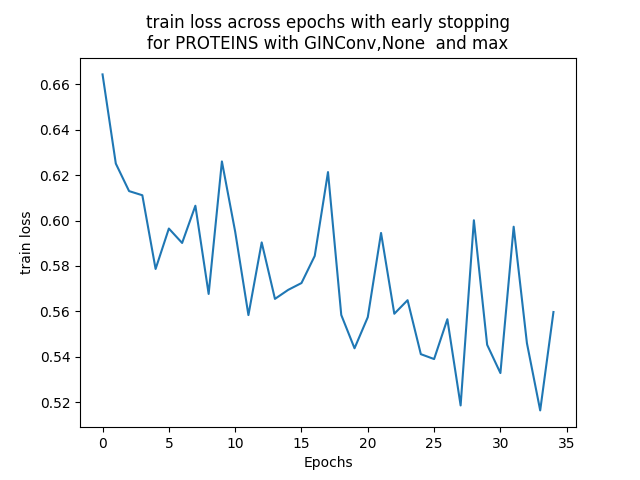 train loss across epochs with early stopping
for PROTEINS with GINConv,None  and max
train loss
0.66
0.64
0.62
0.60
0.58
0.56
0.54
0.52
0 5 10 15 20 25 30 35
Epochs